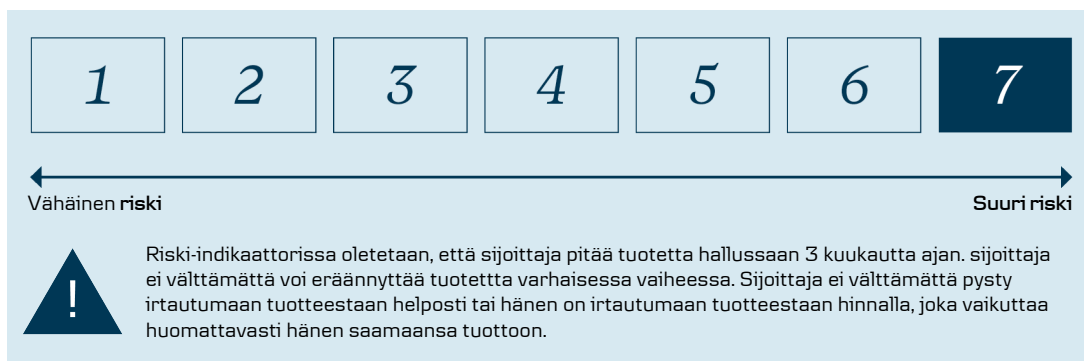 1 2 3 4 5 6 7
Vähäinen riski Suuri riski
Riski-indikaattorissa oletetaan, että sijoittaja pitää tuotetta hallussaan 3 kuukautta ajan. sijoittaja
ei välttämättä voi eräännyttää tuotettta varhaisessa vaiheessa. Sijoittaja ei välttämättä pysty
irtautumaan tuotteestaan helposti tai hänen on irtautumaan tuotteestaan hinnalla, joka vaikuttaa
huomattavasti hänen saamaansa tuottoon.
!